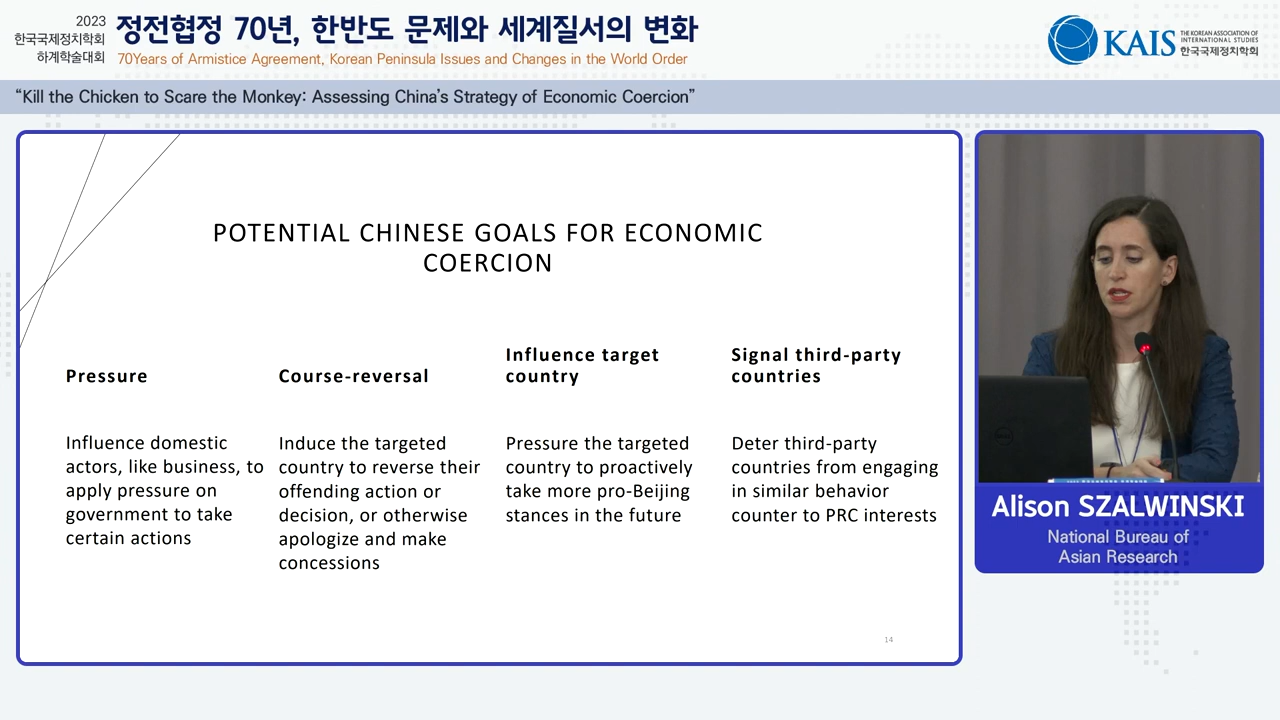 2023
한국국제정치학회
하계학술대회
정전협정 70년, 한반도 문제와 세계질서의 변화
70Years of Armistice Agreement, Korean Peninsula Issues and Changes in the World Order
KAIS
THE KOREAN ASSOCIATION OF
INTERNATIONAL STUDIES
한국국제정치학회
“Kill the Chicken to Scare the Monkey: Assessing China’s Strategy of Economic Coercion”
POTENTIAL CHINESE GOALS FOR ECONOMIC
COERCION
Pressure
Influence domestic
actors, like business, to
apply pressure on
government to take
certain actions
Course-reversal
Induce the targeted
country to reverse their
offending action or
decision, or otherwise
apologize and make
concessions
Influence target
country
Pressure the targeted
country to proactively
take more pro-Beijing
stances in the future
Signal third-party
countries
Deter third-party
countries from engaging
in similar behavior
counter to PRC interests
14
Alison SZALWINSKI
National Bureau of
Asian Research